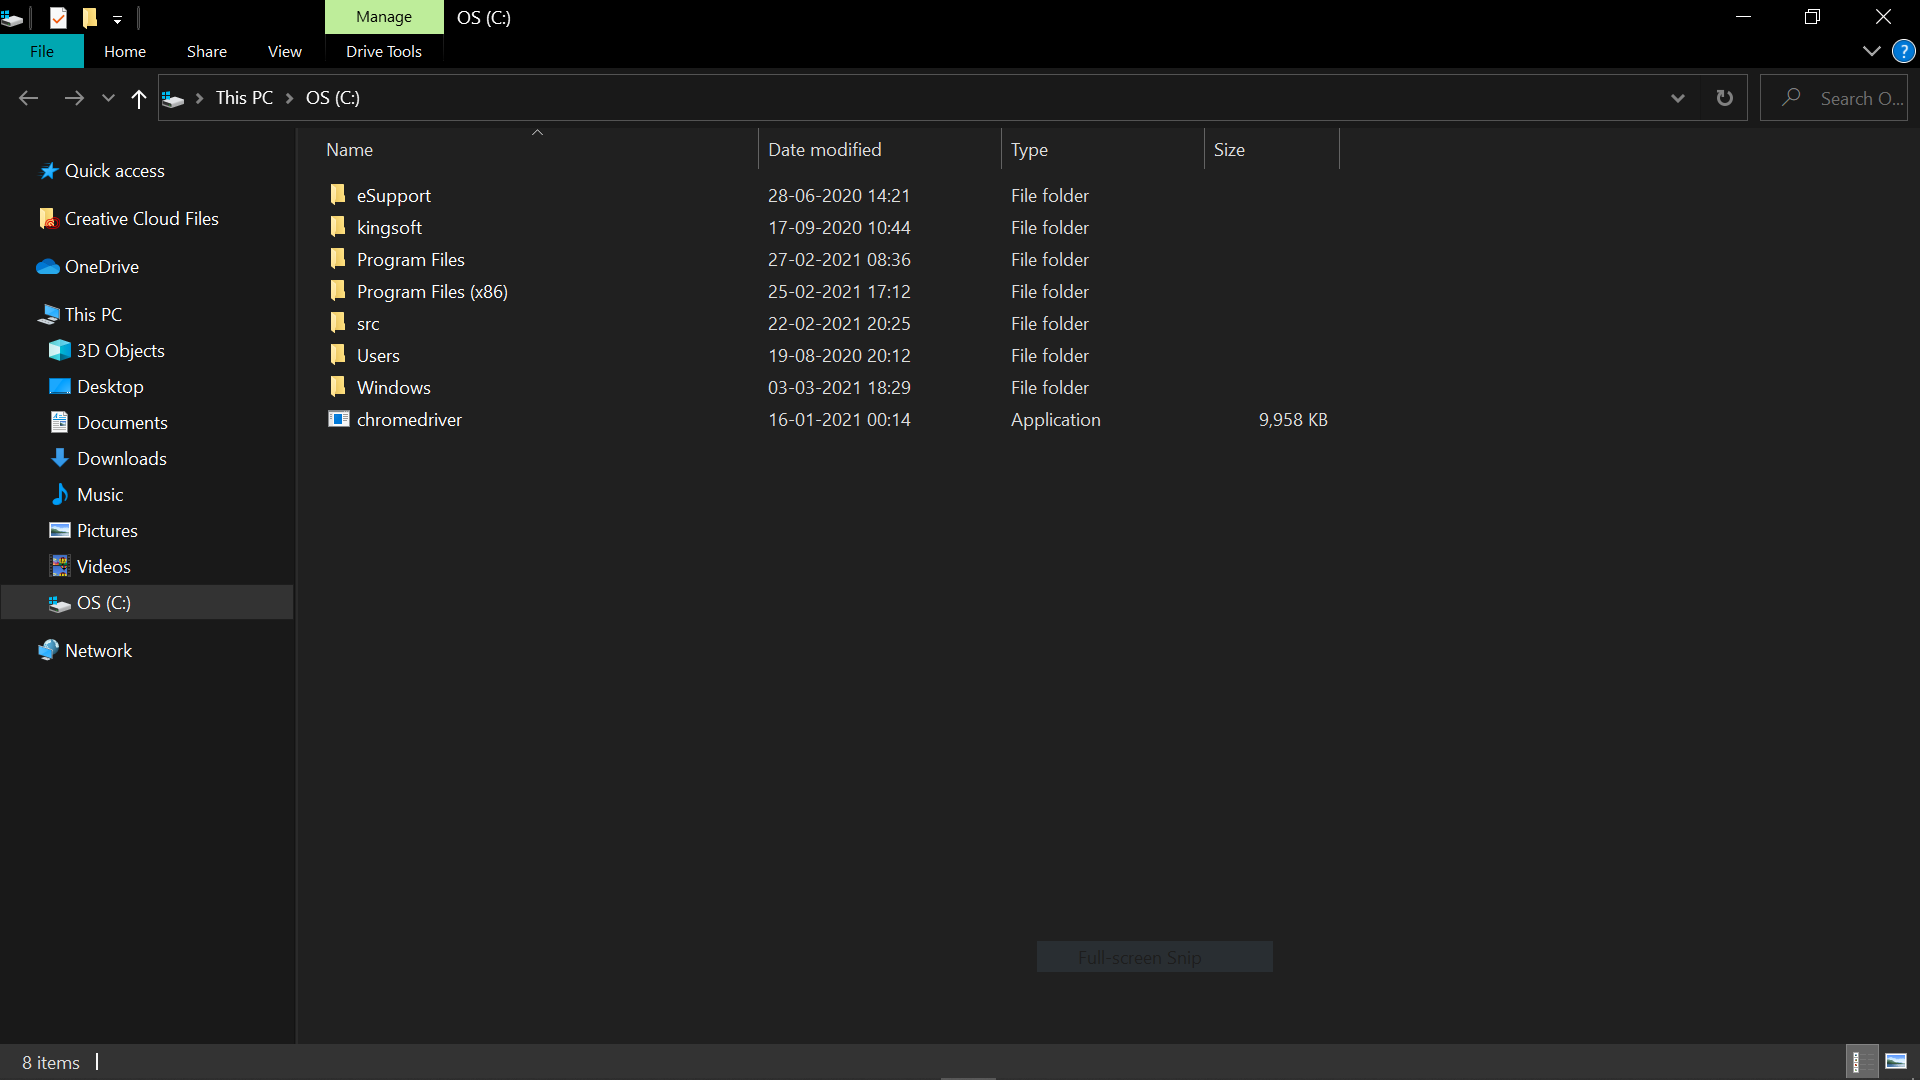 Manage OS (C:)
File Home Share View Drive Tools ?
This PC OS (C:) Search O...
Name Date modified Type Size
Quick access
Creative Cloud Files
OneDrive
This PC
3D Objects
Desktop
Documents
Downloads
Music
Pictures
Videos
OS (C:)
Network
eSupport 28-06-2020 14:21 File folder
kingsoft 17-09-2020 10:44 File folder
Program Files 27-02-2021 08:36 File folder
Program Files (x86) 25-02-2021 17:12 File folder
src 22-02-2021 20:25 File folder
Users 19-08-2020 20:12 File folder
Windows 03-03-2021 18:29 File folder
chromedriver 16-01-2021 00:14 Application 9,958 KB
Full-screen Snip
8 items